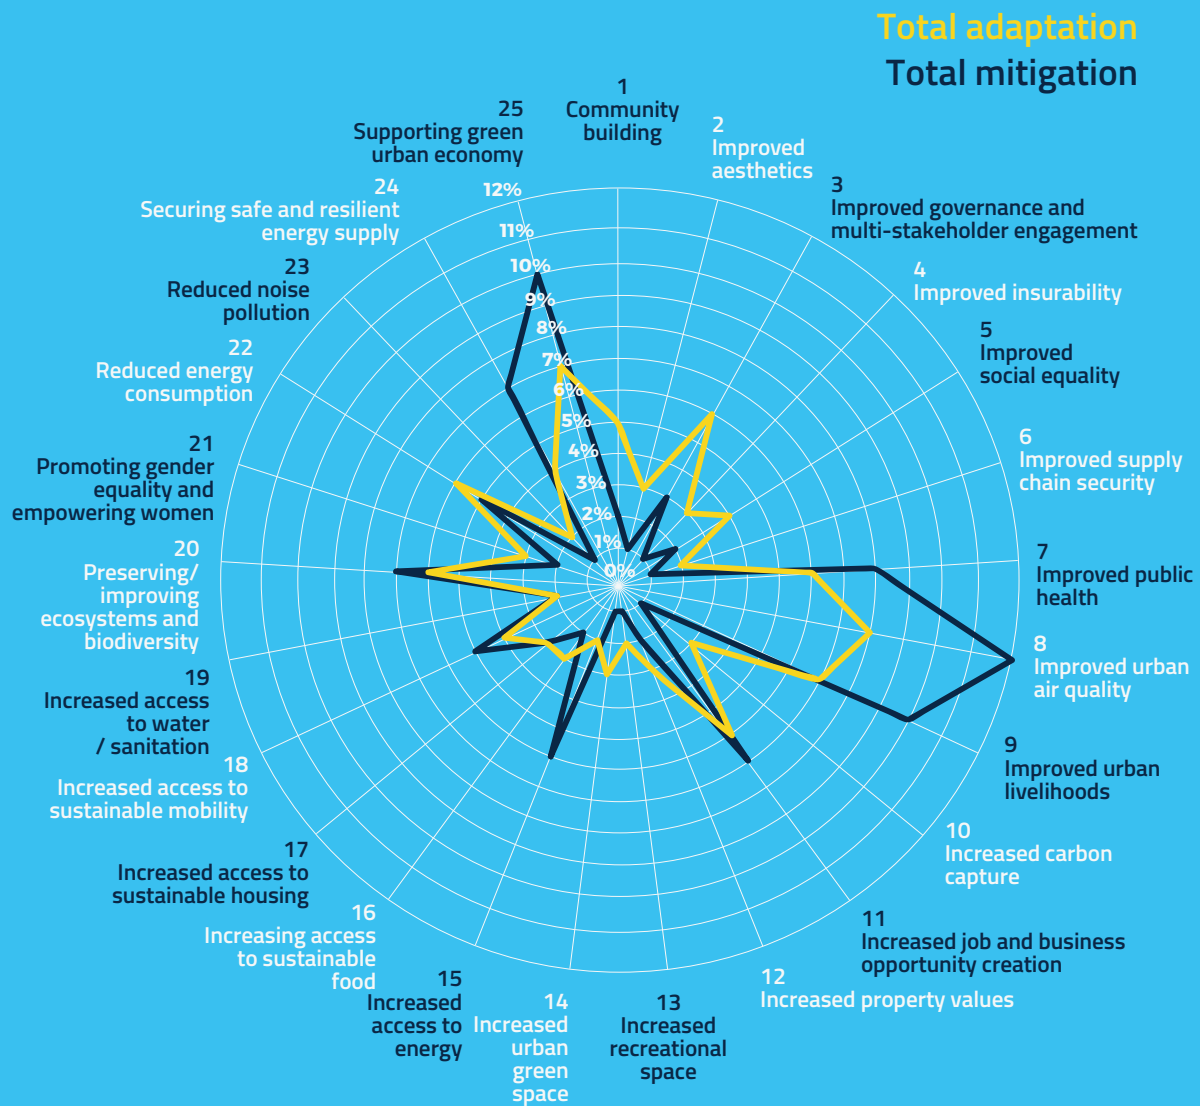 Total adaptation
Total mitigation
1
Community
building
2
Improved
aesthetics
3
Improved governance and
multi-stakeholder engagement
4
Improved insurability
5
Improved
social equality
6
Improved supply
chain security
7
Improved public
health
8
Improved urban
air quality
9
Improved urban
livelihoods
10
Increased carbon
capture
11
Increased job and business
opportunity creation
12
Increased property values
13
Increased
recreational
space
14
Increased
urban
green
space
15
Increased
access to
energy
16
Increasing access
to sustainable
food
17
Increased access to
sustainable housing
18
Increased access to
sustainable mobility
19
Increased access
to water
/ sanitation
20
Preserving/
improving
ecosystems and
biodiversity
21
Promoting gender
equality and
empowering women
22
Reduced energy
consumption
23
Reduced noise
pollution
24
Securing safe and resilient
energy supply
25
Supporting green
urban economy
12%
11%
10%
9%
8%
7%
6%
5%
4%
3%
2%
1%
0%